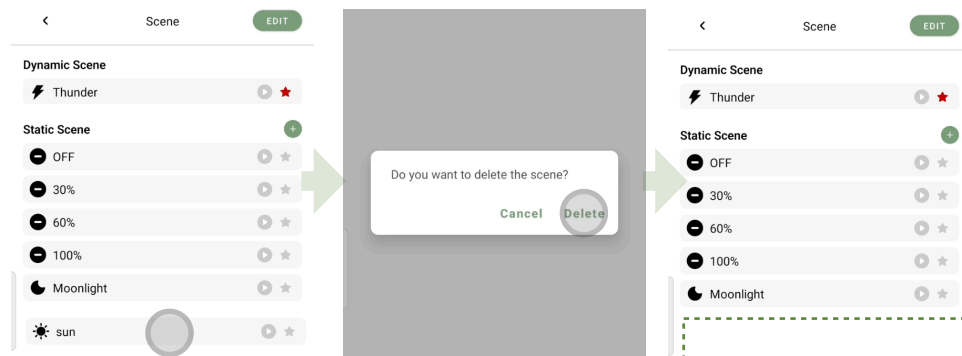 Scene
EDIT
Dynamic Scene
Thunder
Static Scene
OFF
30%
60%
100%
Moonlight
sun
Do you want to delete the scene?
Cancel Delete
Scene
EDIT
Dynamic Scene
Thunder
Static Scene
OFF
30%
60%
100%
Moonlight